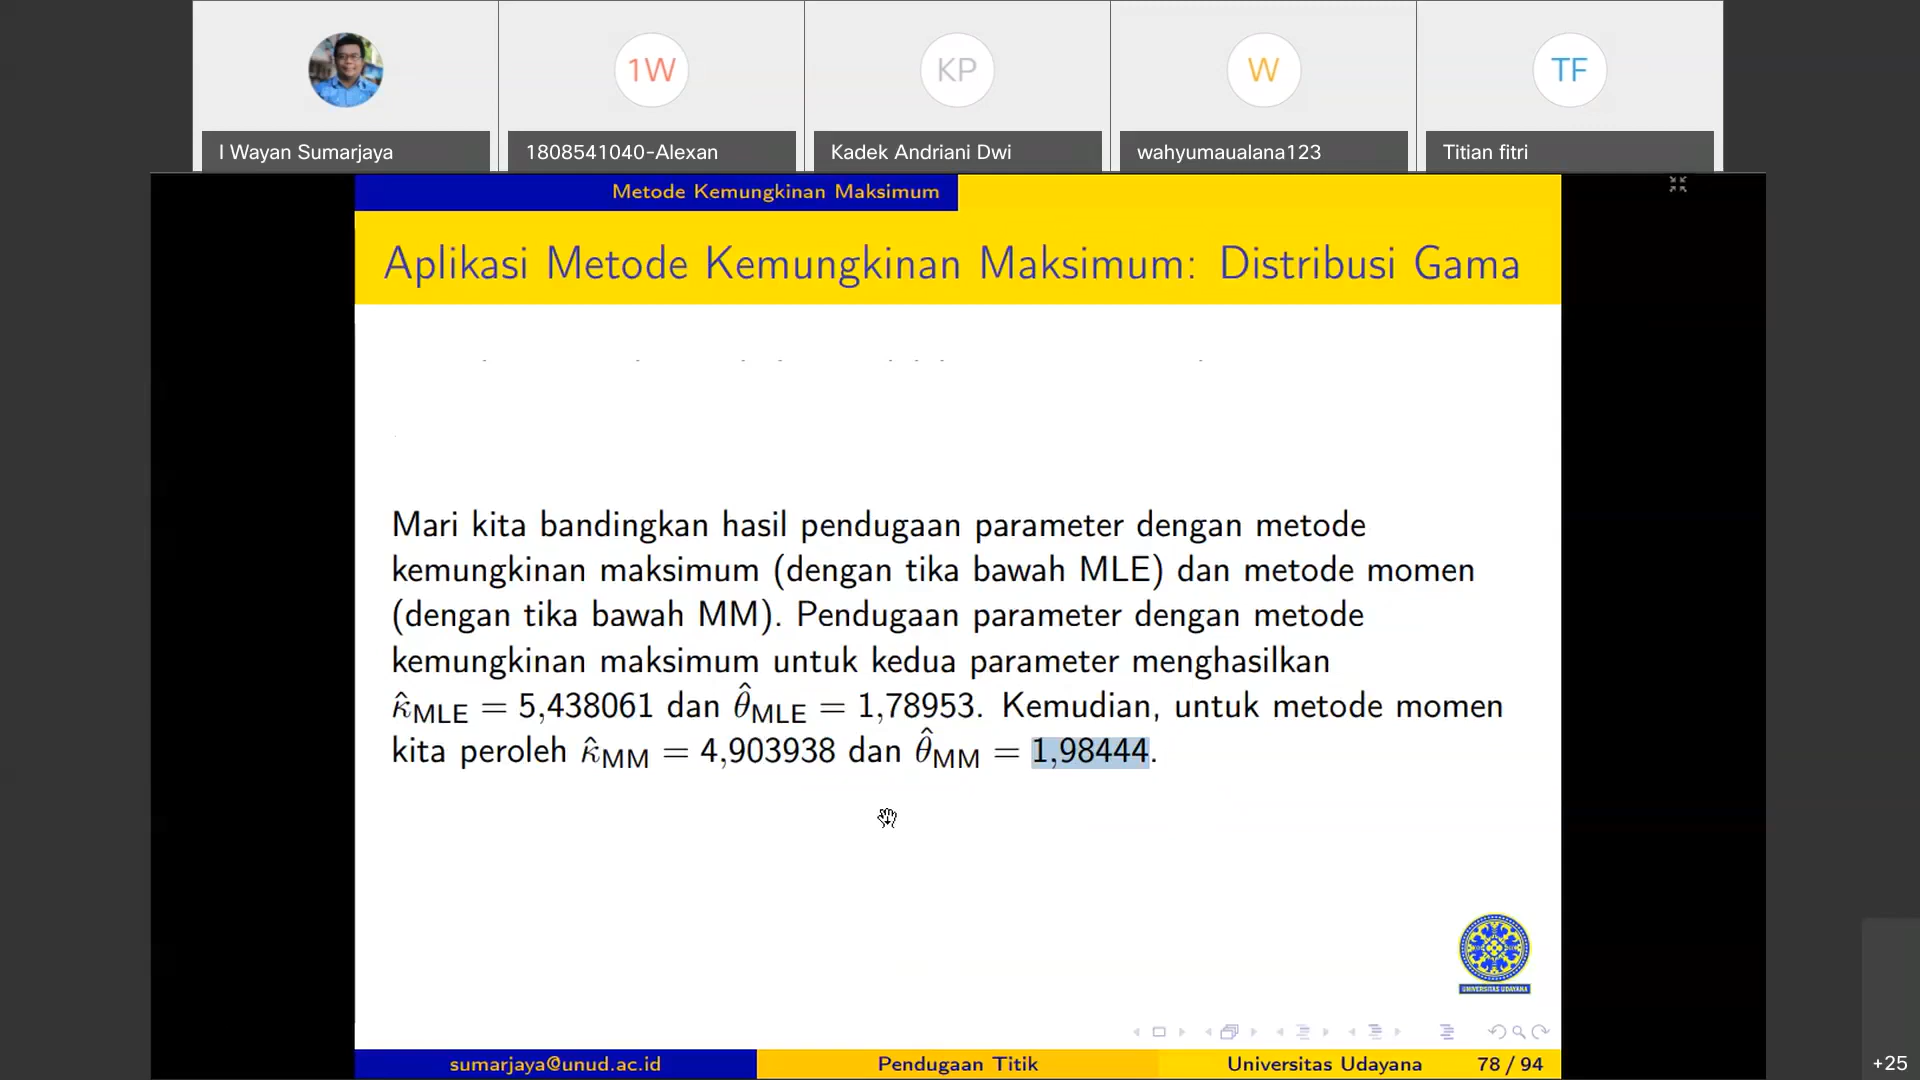 1W
KP
W
TF
I Wayan Sumarjaya
1808541040-Alexan
Kadek Andriani Dwi
wahyumaualana123
Titian fitri
Metode Kemungkinan Maksimum
Aplikasi Metode Kemungkinan Maksimum: Distribusi Gama
Mari kita bandingkan hasil pendugaan parameter dengan metode
kemungkinan maksimum (dengan tika bawah MLE) dan metode momen
(dengan tika bawah MM). Pendugaan parameter dengan metode
kemungkinan maksimum untuk kedua parameter menghasilkan
κ̂MLE = 5,438061 dan θ̂MLE = 1,78953. Kemudian, untuk metode momen
kita peroleh κ̂MM = 4,903938 dan θ̂MM = 1,98444.
UNIVERSITAS UDAYANA
sumarjaya@unud.ac.id
Pendugaan Titik
Universitas Udayana
78 / 94
+25